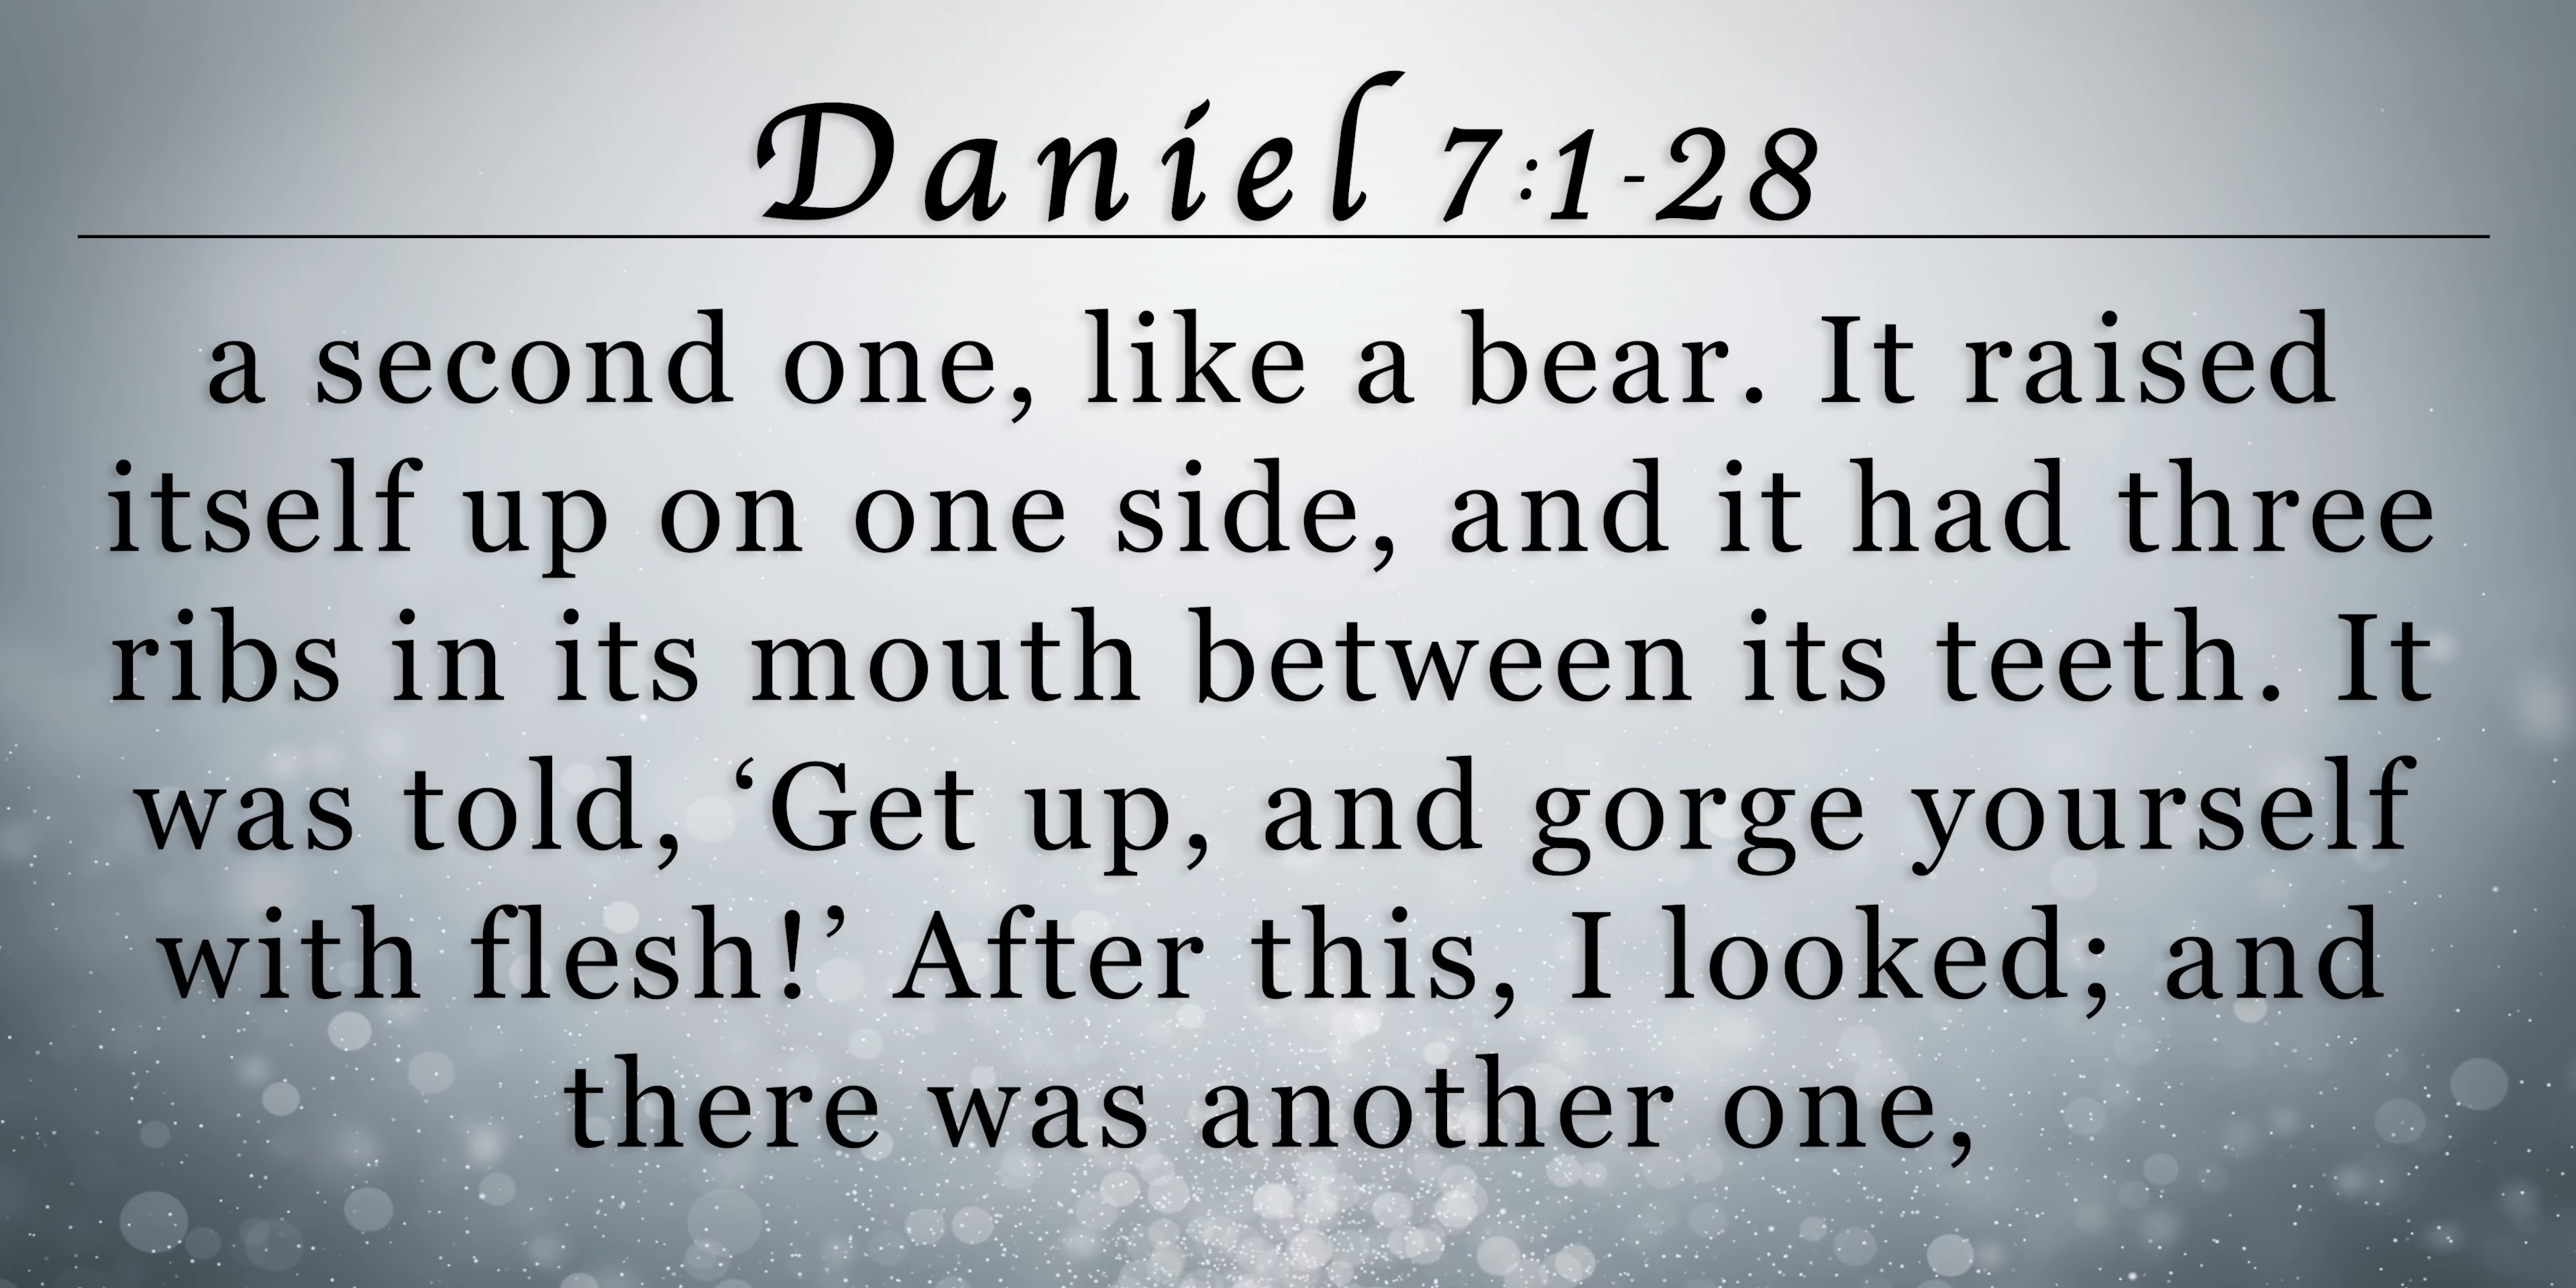 Daniel 7:1-28
a second one, like a bear. It raised
itself up on one side, and it had three
ribs in its mouth between its teeth. It
was told, ‘Get up, and gorge yourself
with flesh!’ After this, I looked; and
there was another one,